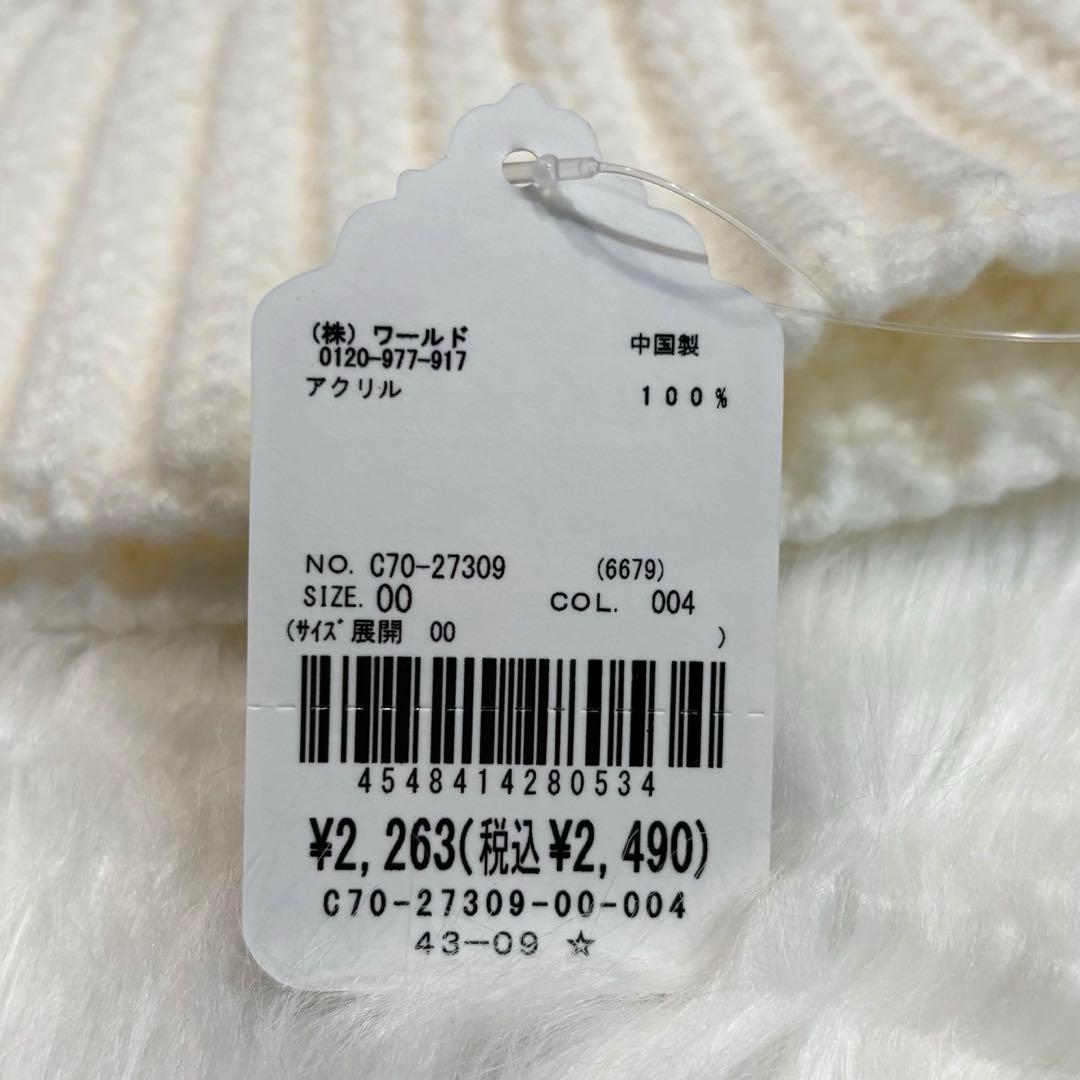 (株) ワールド 中国製
0120-977-917
アクリル 100%
NO. C70-27309 (6679)
SIZE. 00 COL. 004
(ｻｲｽﾞ展開 00 )
4548414280534
¥2,263(税込¥2,490)
C70-27309-00-004
43-09 ☆